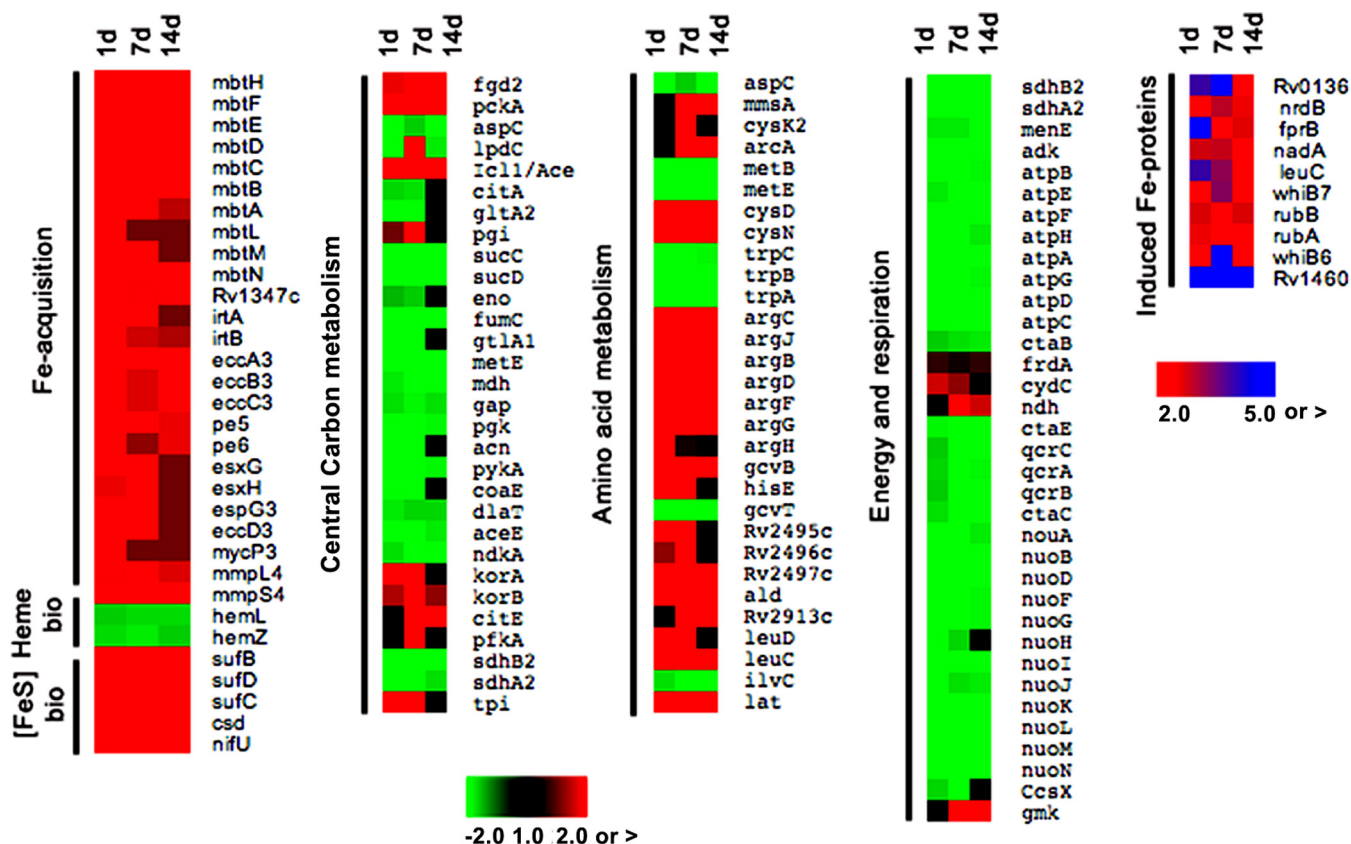 1d 7d 14d
Fe-acquisition
mbtH
mbtF
mbtE
mbtD
mbtC
mbtB
mbtA
mbtL
mbtM
mbtN
Rv1347c
irtA
irtB
eccA3
eccB3
eccC3
pe5
pe6
esxG
esxH
espG3
eccD3
mycP3
mmpL4
mmpS4
Heme bio
hemL
hemZ
[FeS] bio
sufB
sufD
sufC
csd
nifU
1d 7d 14d
Central Carbon metabolism
fgd2
pckA
aspC
lpdC
Icl1/Ace
citA
gltA2
pgi
sucC
sucD
eno
fumC
gtlA1
metE
mdh
gap
pgk
acn
pykA
coaE
dlaT
aceE
ndkA
korA
korB
citE
pfkA
sdhB2
sdhA2
tpi
1d 7d 14d
Amino acid metabolism
aspC
mmsA
cysK2
arcA
metB
metE
cysD
cysN
trpC
trpB
trpA
argC
argJ
argB
argD
argF
argG
argH
gcvB
hisE
gcvT
Rv2495c
Rv2496c
Rv2497c
ald
Rv2913c
leuD
leuC
ilvC
lat
1d 7d 14d
Energy and respiration
sdhB2
sdhA2
menE
adk
atpB
atpE
atpF
atpH
atpA
atpG
atpD
atpC
ctaB
frdA
cydC
ndh
ctaE
qcrC
qcrA
qcrB
ctaC
nouA
nuoB
nuoD
nuoF
nuoG
nuoH
nuoI
nuoJ
nuoK
nuoL
nuoM
nuoN
CcsX
gmk
1d 7d 14d
Induced Fe-proteins
Rv0136
nrdB
fprB
nadA
leuC
whiB7
rubB
rubA
whiB6
Rv1460
2.0 5.0 or >
-2.0 1.0 2.0 or >